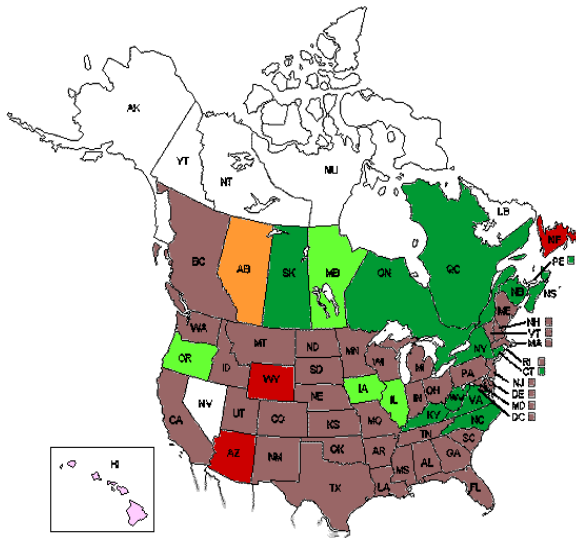 AK
YT
NT
NU
LB
NF
BC
AB
SK
MB
ON
QC
PE
NB
NS
ME
NH
VT
MA
WA
MT
ND
MN
WI
MI
NY
RI
CT
OR
ID
WY
SD
IA
IL
IN
OH
PA
NJ
DE
MD
DC
NV
UT
CO
NE
KS
MO
KY
WV
VA
NC
CA
AZ
NM
OK
AR
TN
SC
TX
LA
MS
AL
GA
FL
HI